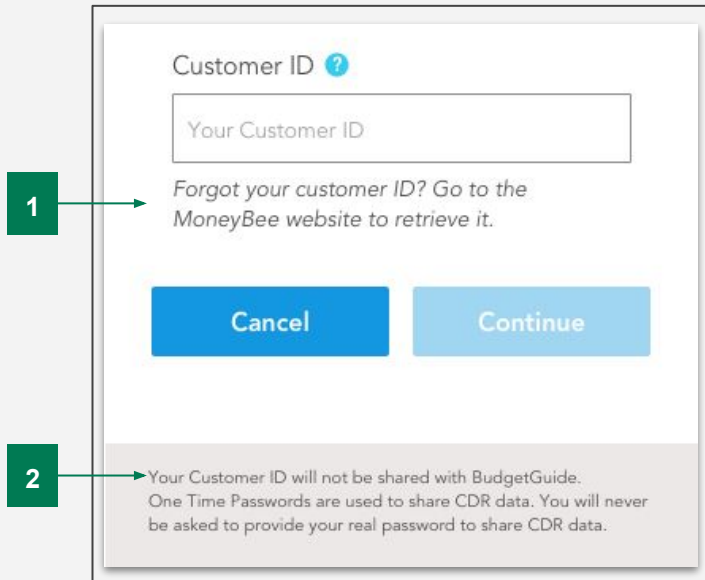 Customer ID ?
Your Customer ID
1
Forgot your customer ID? Go to the
MoneyBee website to retrieve it.
Cancel
Continue
2
Your Customer ID will not be shared with BudgetGuide.
One Time Passwords are used to share CDR data. You will never
be asked to provide your real password to share CDR data.